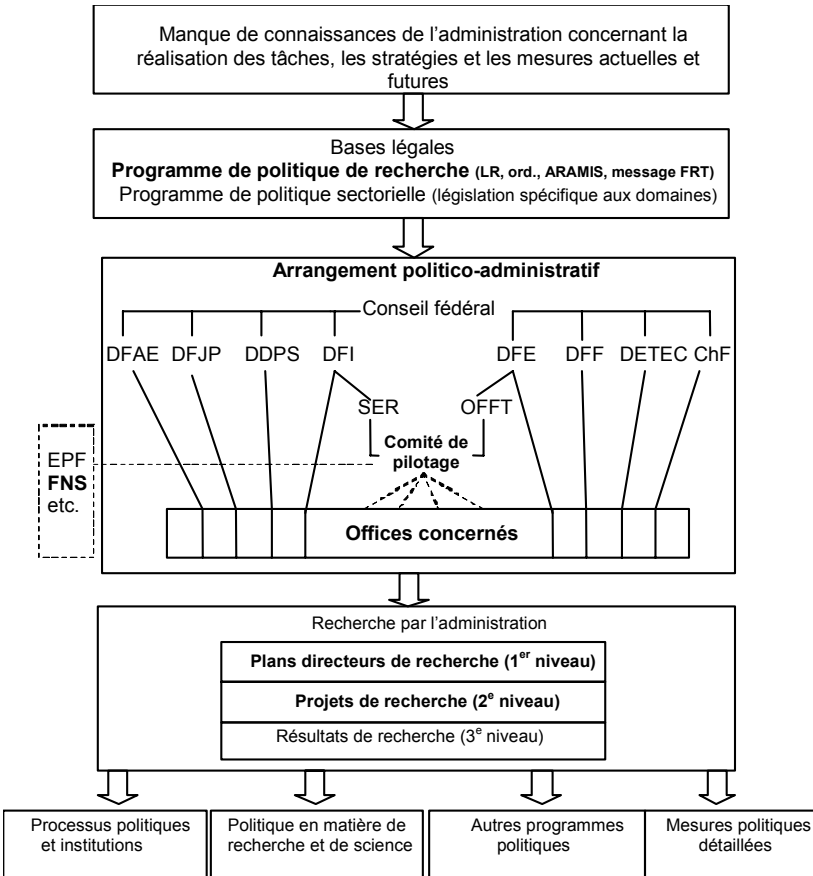 Manque de connaissances de l'administration concernant la
réalisation des tâches, les stratégies et les mesures actuelles et
futures
Bases légales
Programme de politique de recherche (LR, ord., ARAMIS, message FRT)
Programme de politique sectorielle (législation spécifique aux domaines)
Arrangement politico-administratif
Conseil fédéral
DFAE DFJP DDPS DFI DFE DFF DETEC ChF
SER OFFT
Comité de
pilotage
EPF
FNS
etc.
Offices concernés
Recherche par l'administration
Plans directeurs de recherche (1er niveau)
Projets de recherche (2e niveau)
Résultats de recherche (3e niveau)
Processus politiques
et institutions
Politique en matière de
recherche et de science
Autres programmes
politiques
Mesures politiques
détaillées